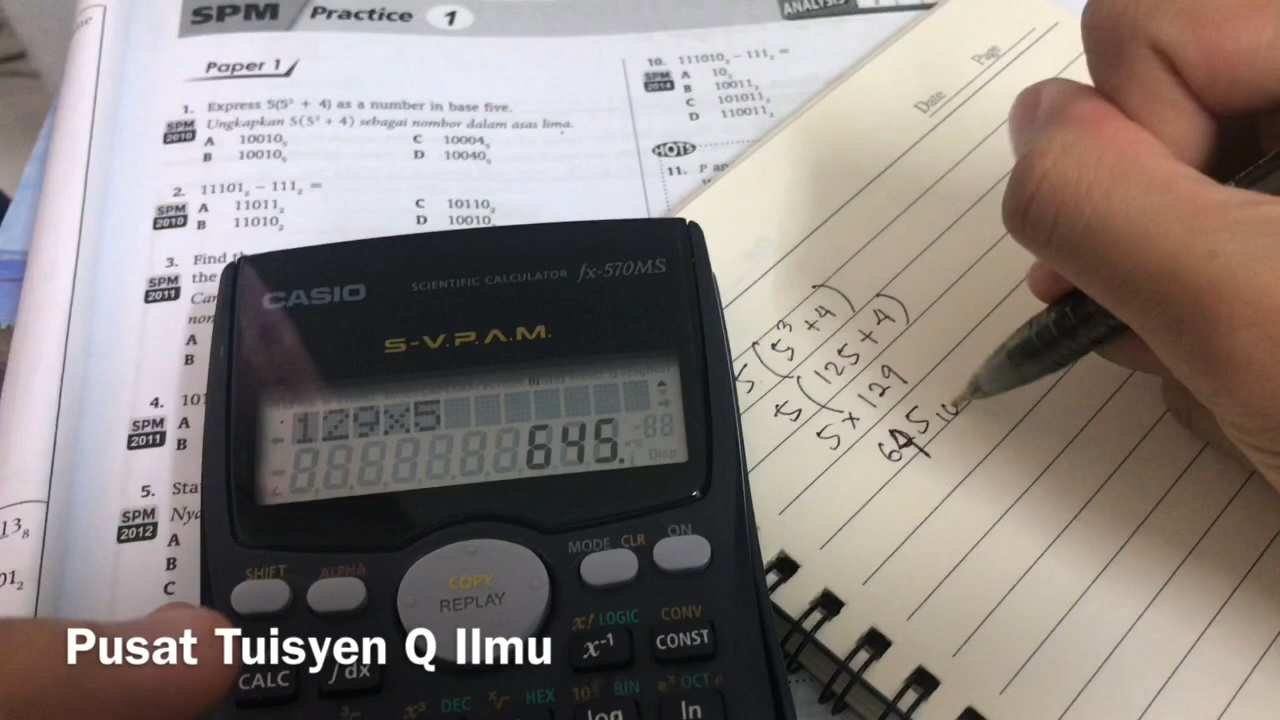 SPM Practice 1
ANALYSIS
Paper 1
1. Express 5(5³ + 4) as a number in base five.
SPM 2010 Ungkapkan 5(5³ + 4) sebagai nombor dalam asas lima.
A 10010₅ C 10004₅
B 10010₅ D 10040₅
2. 11101₂ − 111₂ =
SPM 2010 A 11011₂ C 10110₂
B 11010₂ D 10010₂
3. Find
SPM 2011 the
A
B
4. 101
SPM 2011 A
B
5. Sta
SPM 2012
A
B
C
10. 111010₂ − 111₂ =
SPM 2014 A 10₂
B 10011₂
C 101011₂
D 110011₂
HOTS
11. P
13₈
01₂
Date Page
5(5³ + 4)
5(125 + 4)
5 × 129
645₁₀
CASIO SCIENTIFIC CALCULATOR fx-570MS
S-V.P.A.M.
129×5
645.
Disp
SHIFT ALPHA MODE CLR ON
COPY
REPLAY
x! LOGIC CONV
x⁻¹ CONST
CALC ∫dx
DEC HEX BIN OCT
log ln
Pusat Tuisyen Q Ilmu